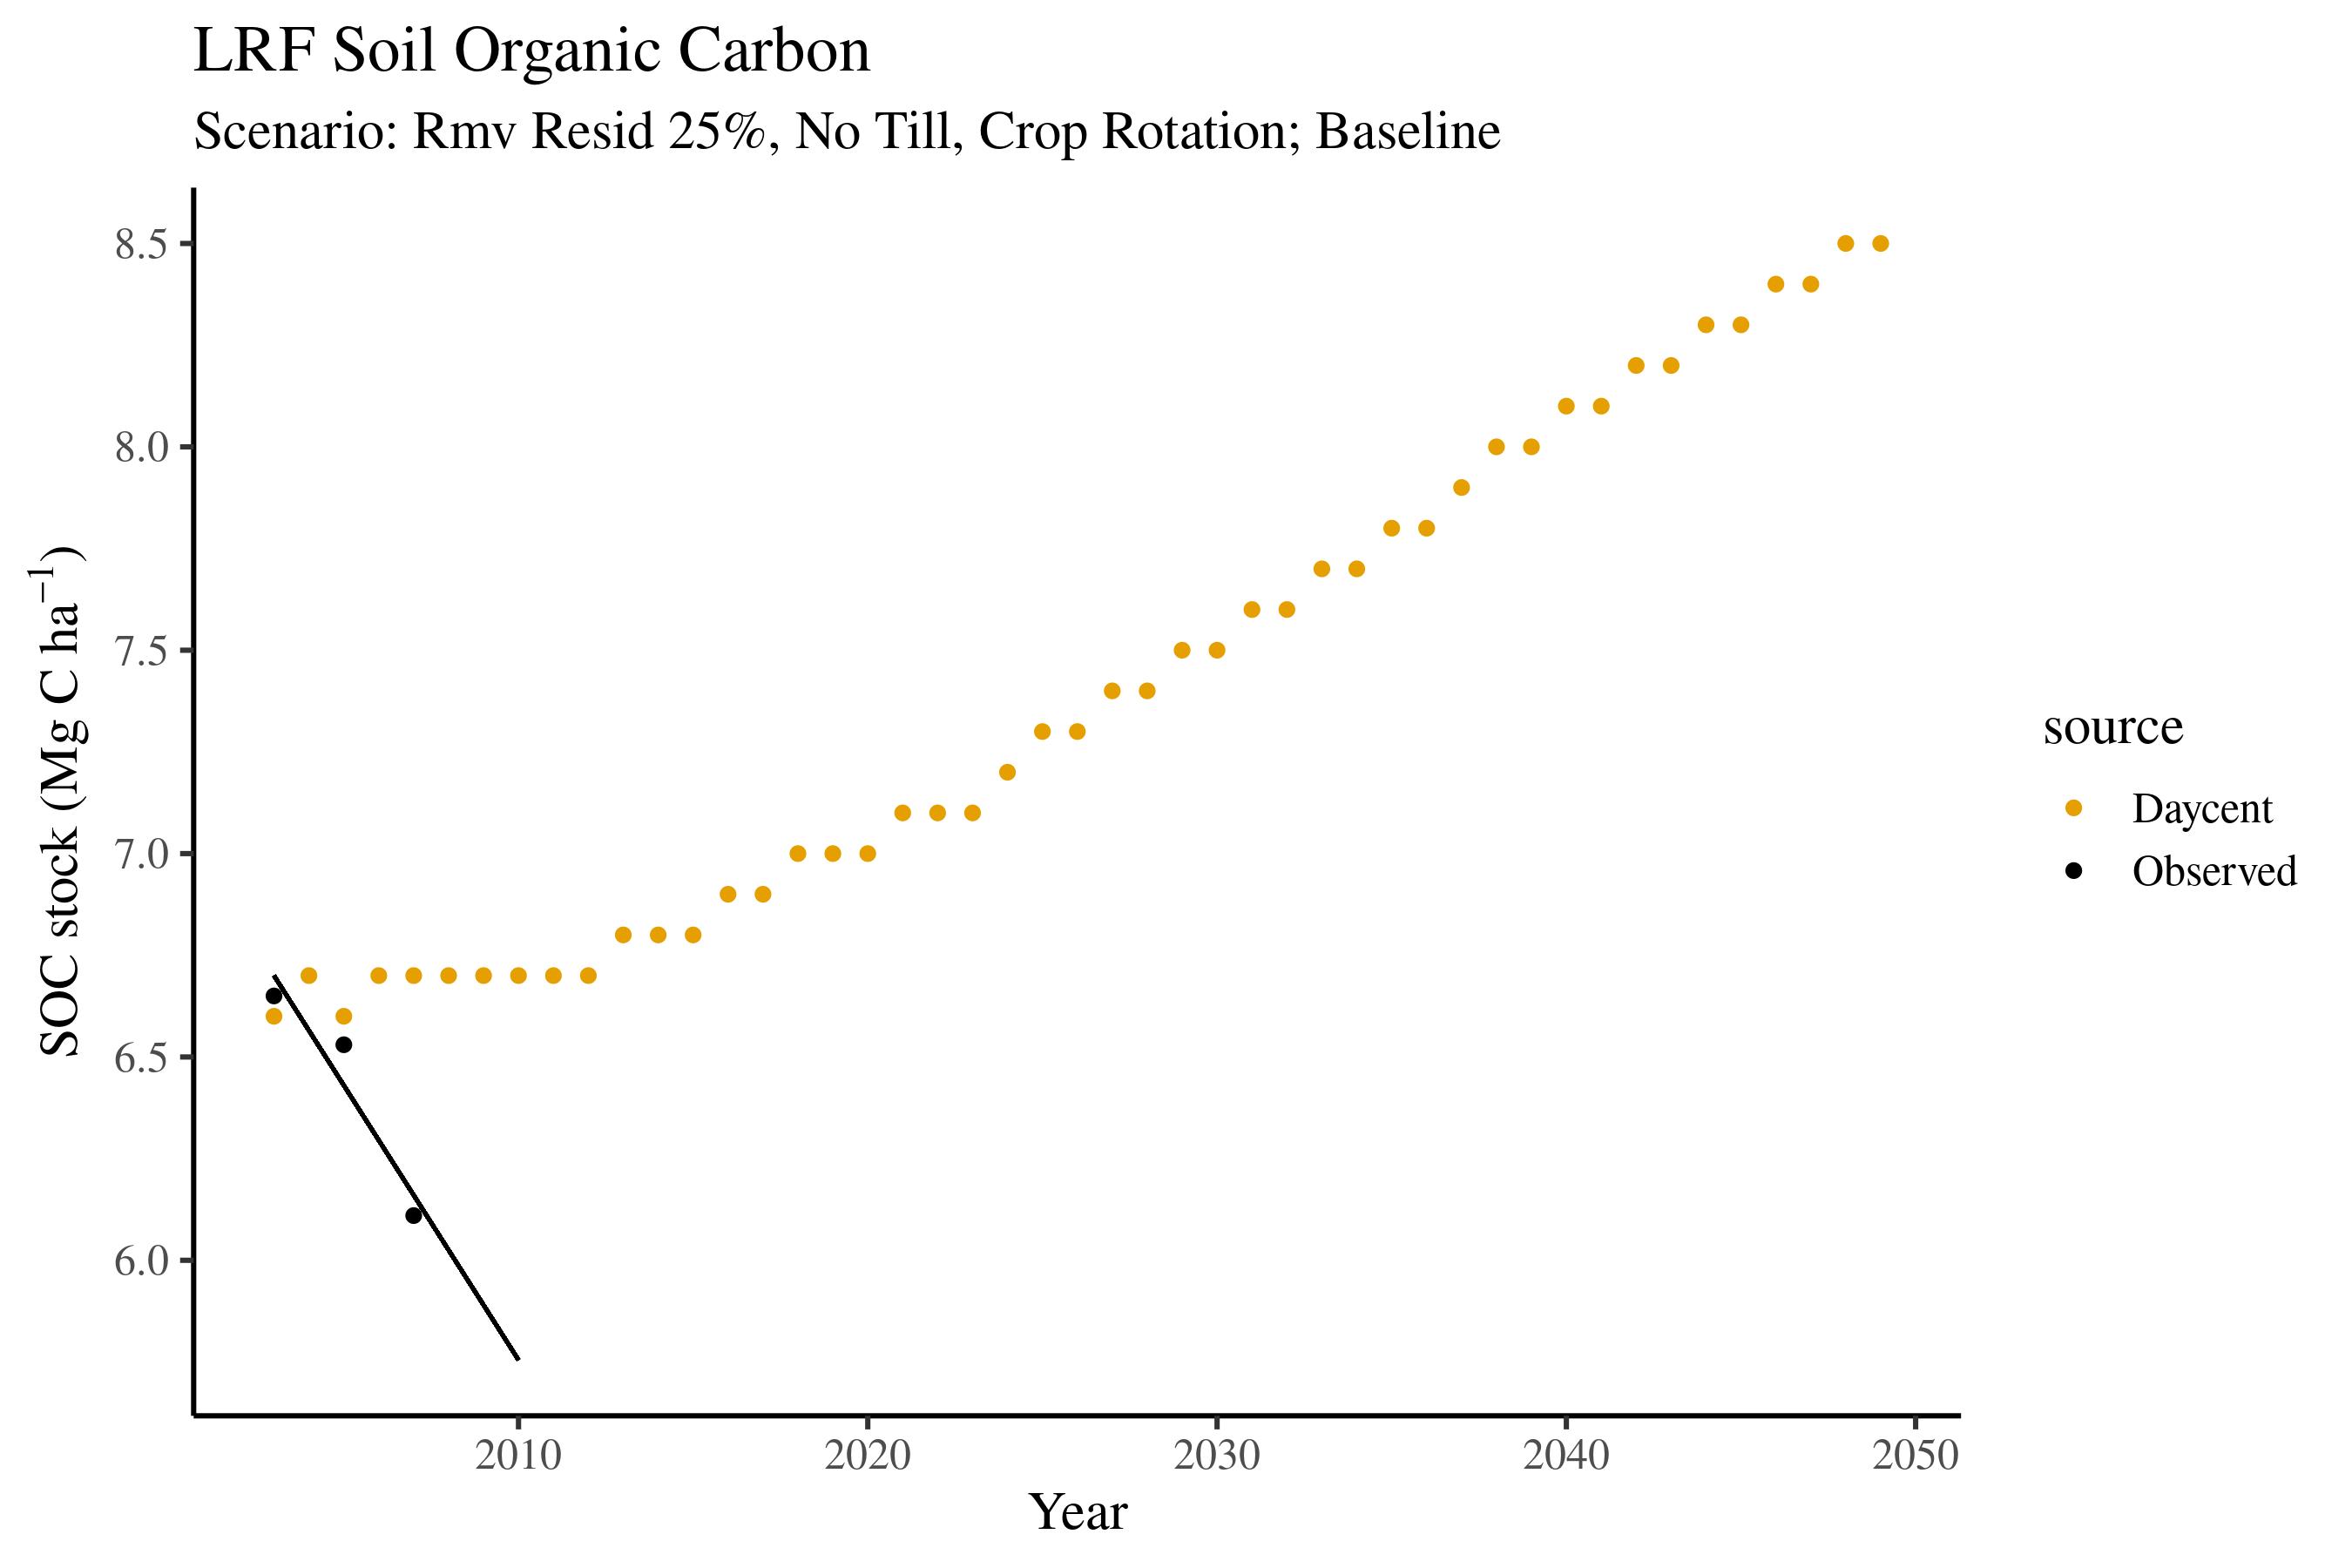 LRF Soil Organic Carbon
Scenario: Rmv Resid 25%, No Till, Crop Rotation; Baseline
SOC stock (Mg C ha⁻¹)
8.5
8.0
7.5
7.0
6.5
6.0
2010 2020 2030 2040 2050
Year
source
Daycent
Observed